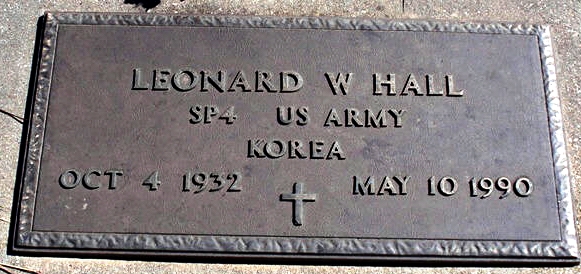 LEONARD W HALL
SP4 US ARMY
KOREA
OCT 4 1932 MAY 10 1990